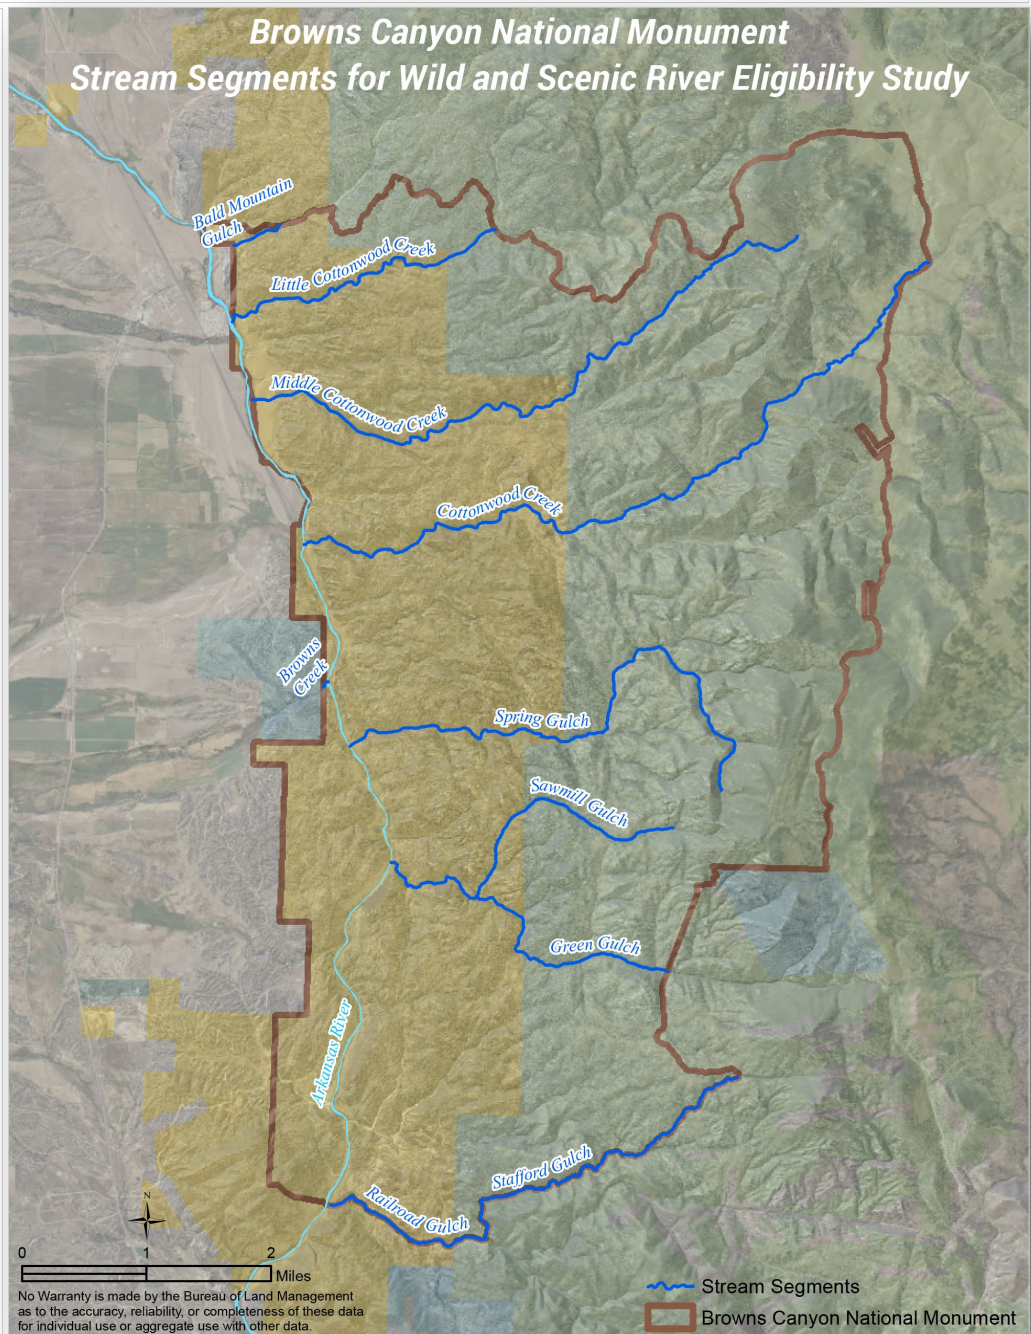 Browns Canyon National Monument
Stream Segments for Wild and Scenic River Eligibility Study
Bald Mountain
Gulch
Little Cottonwood Creek
Middle Cottonwood Creek
Cottonwood Creek
Browns
Creek
Spring Gulch
Sawmill Gulch
Green Gulch
Arkansas River
Stafford Gulch
Railroad Gulch
N
0 1 2
Miles
No Warranty is made by the Bureau of Land Management
as to the accuracy, reliability, or completeness of these data
for individual use or aggregate use with other data.
Stream Segments
Browns Canyon National Monument